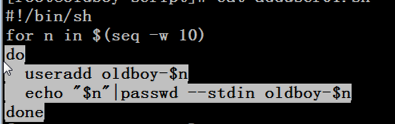 #!/bin/sh
for n in $(seq -w 10)
do
  useradd oldboy-$n
  echo "$n"|passwd --stdin oldboy-$n
done